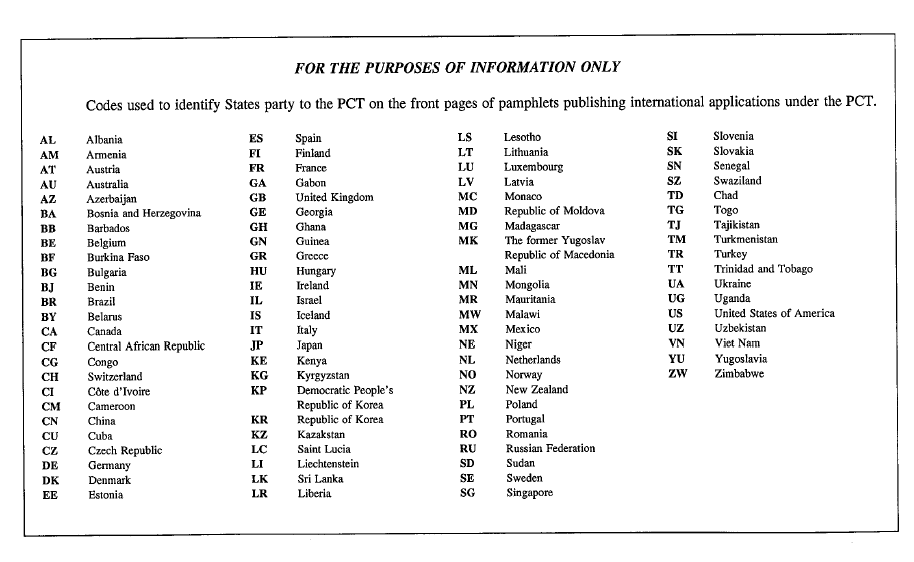 FOR THE PURPOSES OF INFORMATION ONLY
Codes used to identify States party to the PCT on the front pages of pamphlets publishing international applications under the PCT.
AL Albania
AM Armenia
AT Austria
AU Australia
AZ Azerbaijan
BA Bosnia and Herzegovina
BB Barbados
BE Belgium
BF Burkina Faso
BG Bulgaria
BJ Benin
BR Brazil
BY Belarus
CA Canada
CF Central African Republic
CG Congo
CH Switzerland
CI Côte d'Ivoire
CM Cameroon
CN China
CU Cuba
CZ Czech Republic
DE Germany
DK Denmark
EE Estonia
ES Spain
FI Finland
FR France
GA Gabon
GB United Kingdom
GE Georgia
GH Ghana
GN Guinea
GR Greece
HU Hungary
IE Ireland
IL Israel
IS Iceland
IT Italy
JP Japan
KE Kenya
KG Kyrgyzstan
KP Democratic People's
Republic of Korea
KR Republic of Korea
KZ Kazakstan
LC Saint Lucia
LI Liechtenstein
LK Sri Lanka
LR Liberia
LS Lesotho
LT Lithuania
LU Luxembourg
LV Latvia
MC Monaco
MD Republic of Moldova
MG Madagascar
MK The former Yugoslav
Republic of Macedonia
ML Mali
MN Mongolia
MR Mauritania
MW Malawi
MX Mexico
NE Niger
NL Netherlands
NO Norway
NZ New Zealand
PL Poland
PT Portugal
RO Romania
RU Russian Federation
SD Sudan
SE Sweden
SG Singapore
SI Slovenia
SK Slovakia
SN Senegal
SZ Swaziland
TD Chad
TG Togo
TJ Tajikistan
TM Turkmenistan
TR Turkey
TT Trinidad and Tobago
UA Ukraine
UG Uganda
US United States of America
UZ Uzbekistan
VN Viet Nam
YU Yugoslavia
ZW Zimbabwe